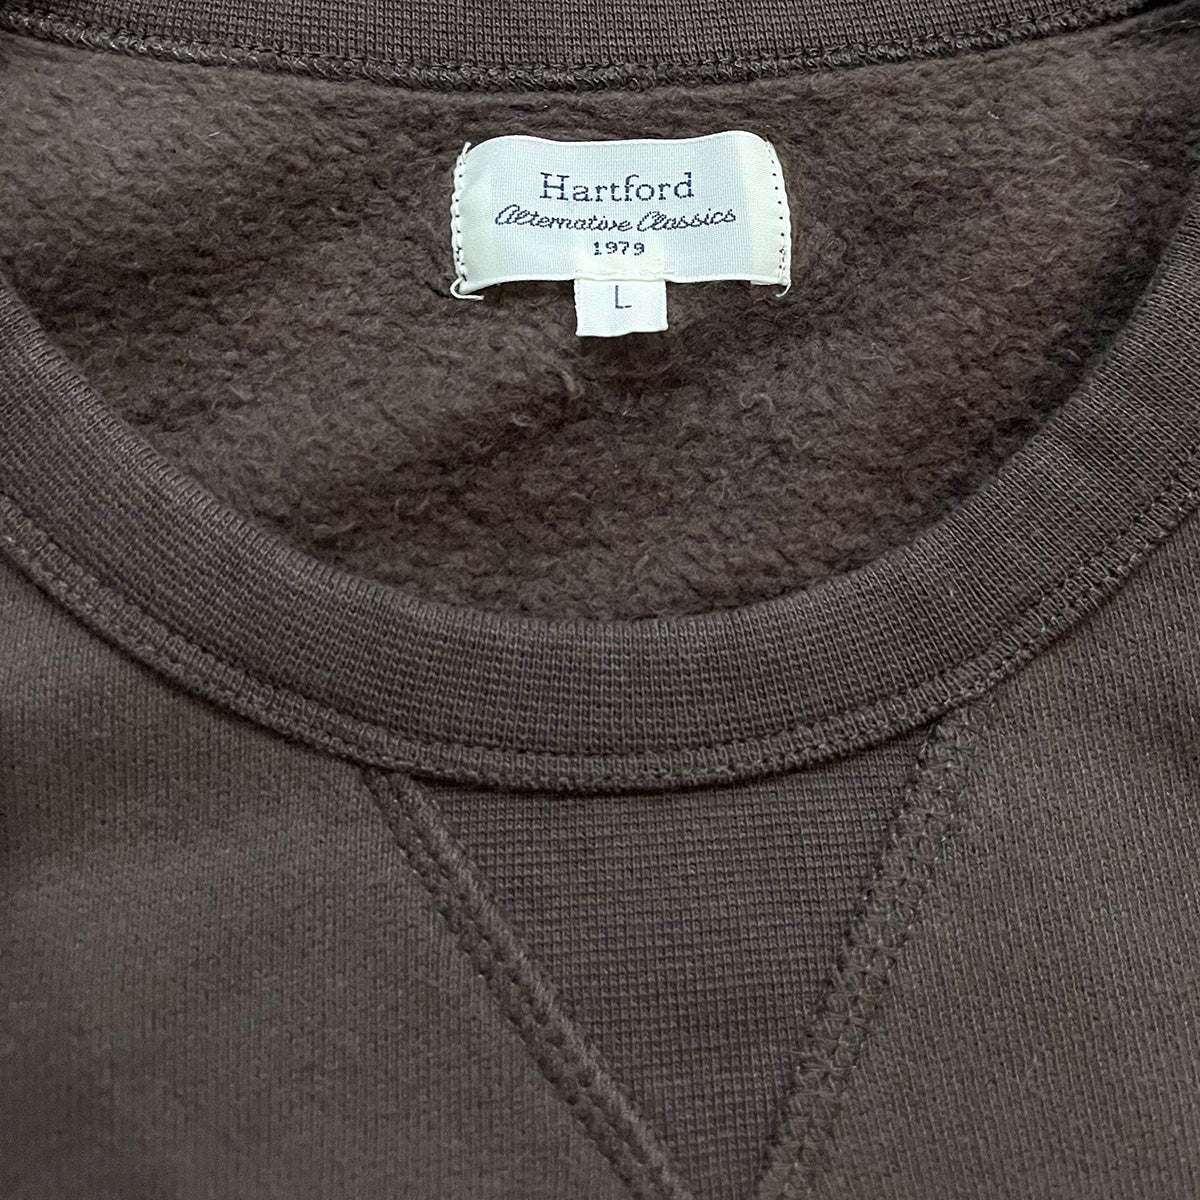 Hartford
Alternative Classics
1979
L